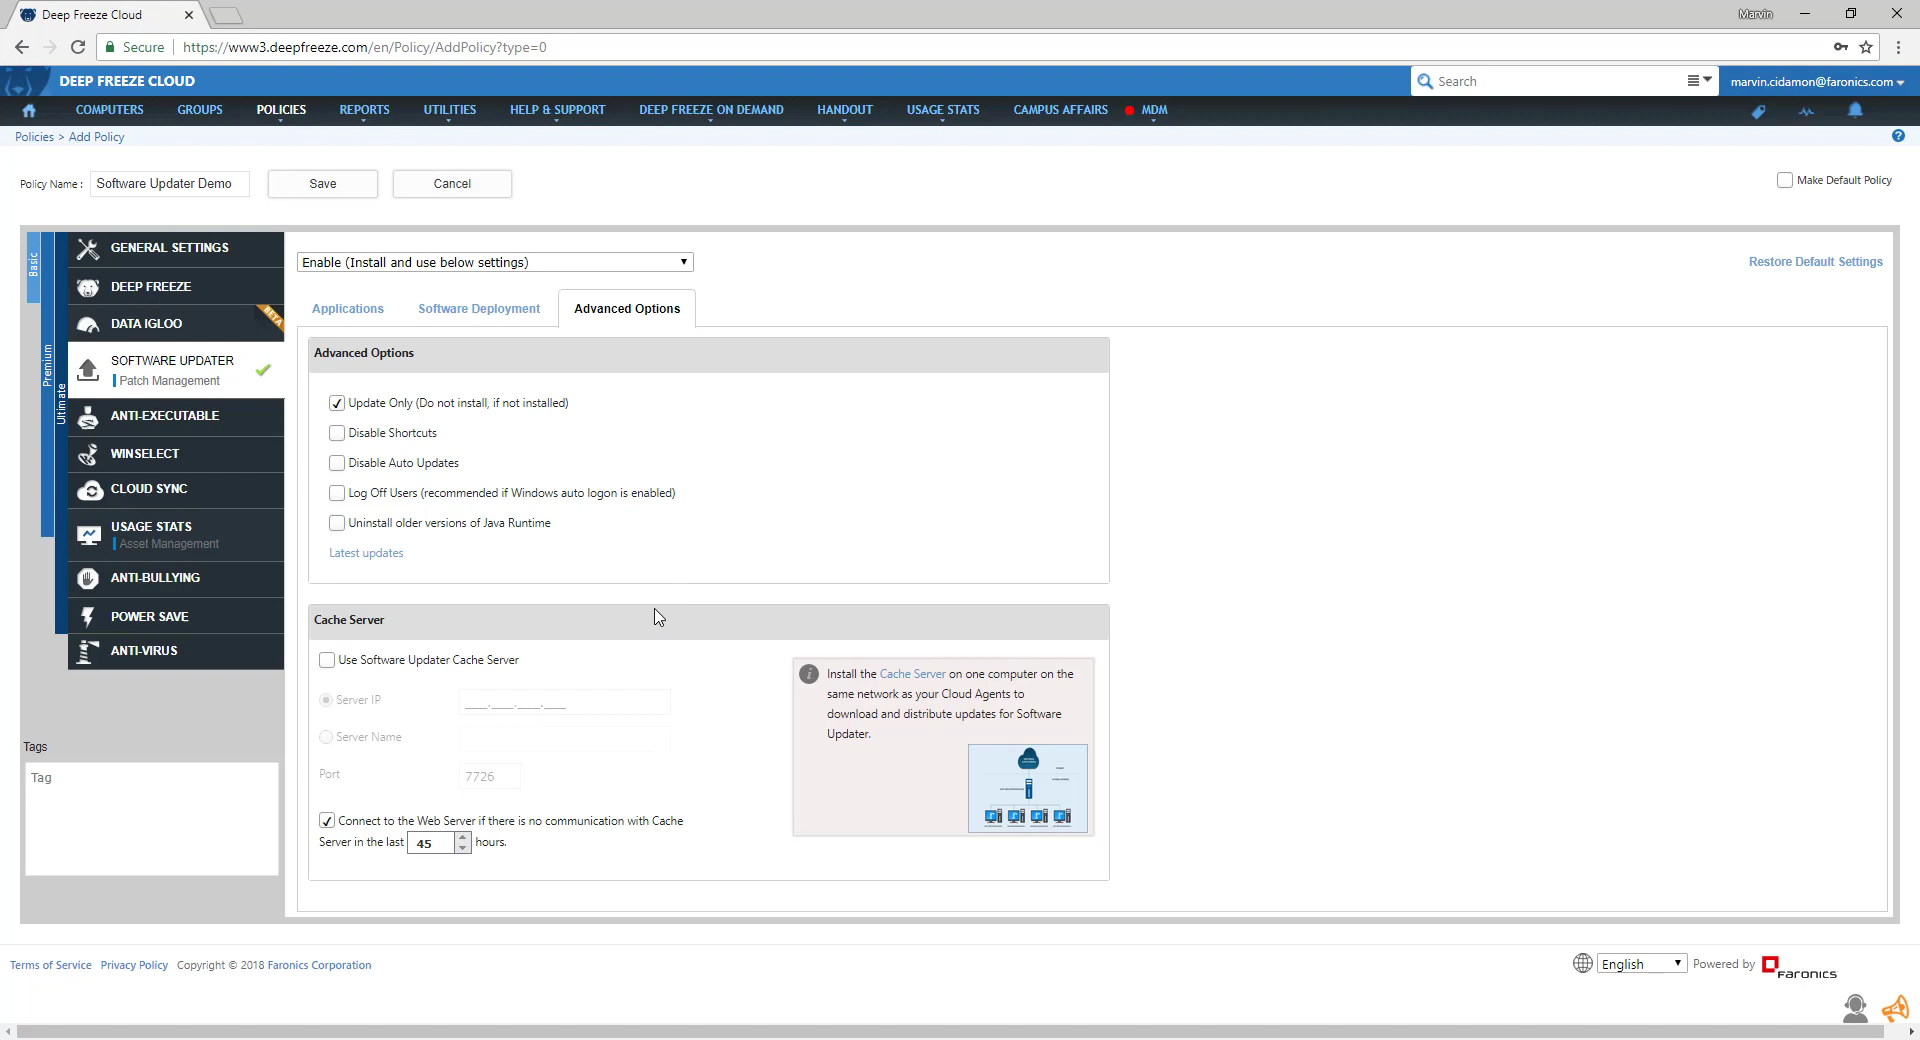 Deep Freeze Cloud
Marvin
Secure
https://www3.deepfreeze.com/en/Policy/AddPolicy?type=0
DEEP FREEZE CLOUD
Search
marvin.cidamon@faronics.com
COMPUTERS GROUPS POLICIES REPORTS UTILITIES HELP & SUPPORT DEEP FREEZE ON DEMAND HANDOUT USAGE STATS CAMPUS AFFAIRS MDM
Policies > Add Policy
Policy Name : Software Updater Demo Save Cancel
Make Default Policy
Basic
Premium
Ultimate
GENERAL SETTINGS
DEEP FREEZE
DATA IGLOO
BETA
SOFTWARE UPDATER
Patch Management
ANTI-EXECUTABLE
WINSELECT
CLOUD SYNC
USAGE STATS
Asset Management
ANTI-BULLYING
POWER SAVE
ANTI-VIRUS
Tags
Tag
Enable (Install and use below settings)
Restore Default Settings
Applications Software Deployment Advanced Options
Advanced Options
Update Only (Do not install, if not installed)
Disable Shortcuts
Disable Auto Updates
Log Off Users (recommended if Windows auto logon is enabled)
Uninstall older versions of Java Runtime
Latest updates
Cache Server
Use Software Updater Cache Server
Server IP ____.____.____.____
Server Name
Port 7726
Connect to the Web Server if there is no communication with Cache
Server in the last 45 hours.
Install the Cache Server on one computer on the
same network as your Cloud Agents to
download and distribute updates for Software
Updater.
Terms of Service Privacy Policy Copyright © 2018 Faronics Corporation
English
Powered by FARONICS